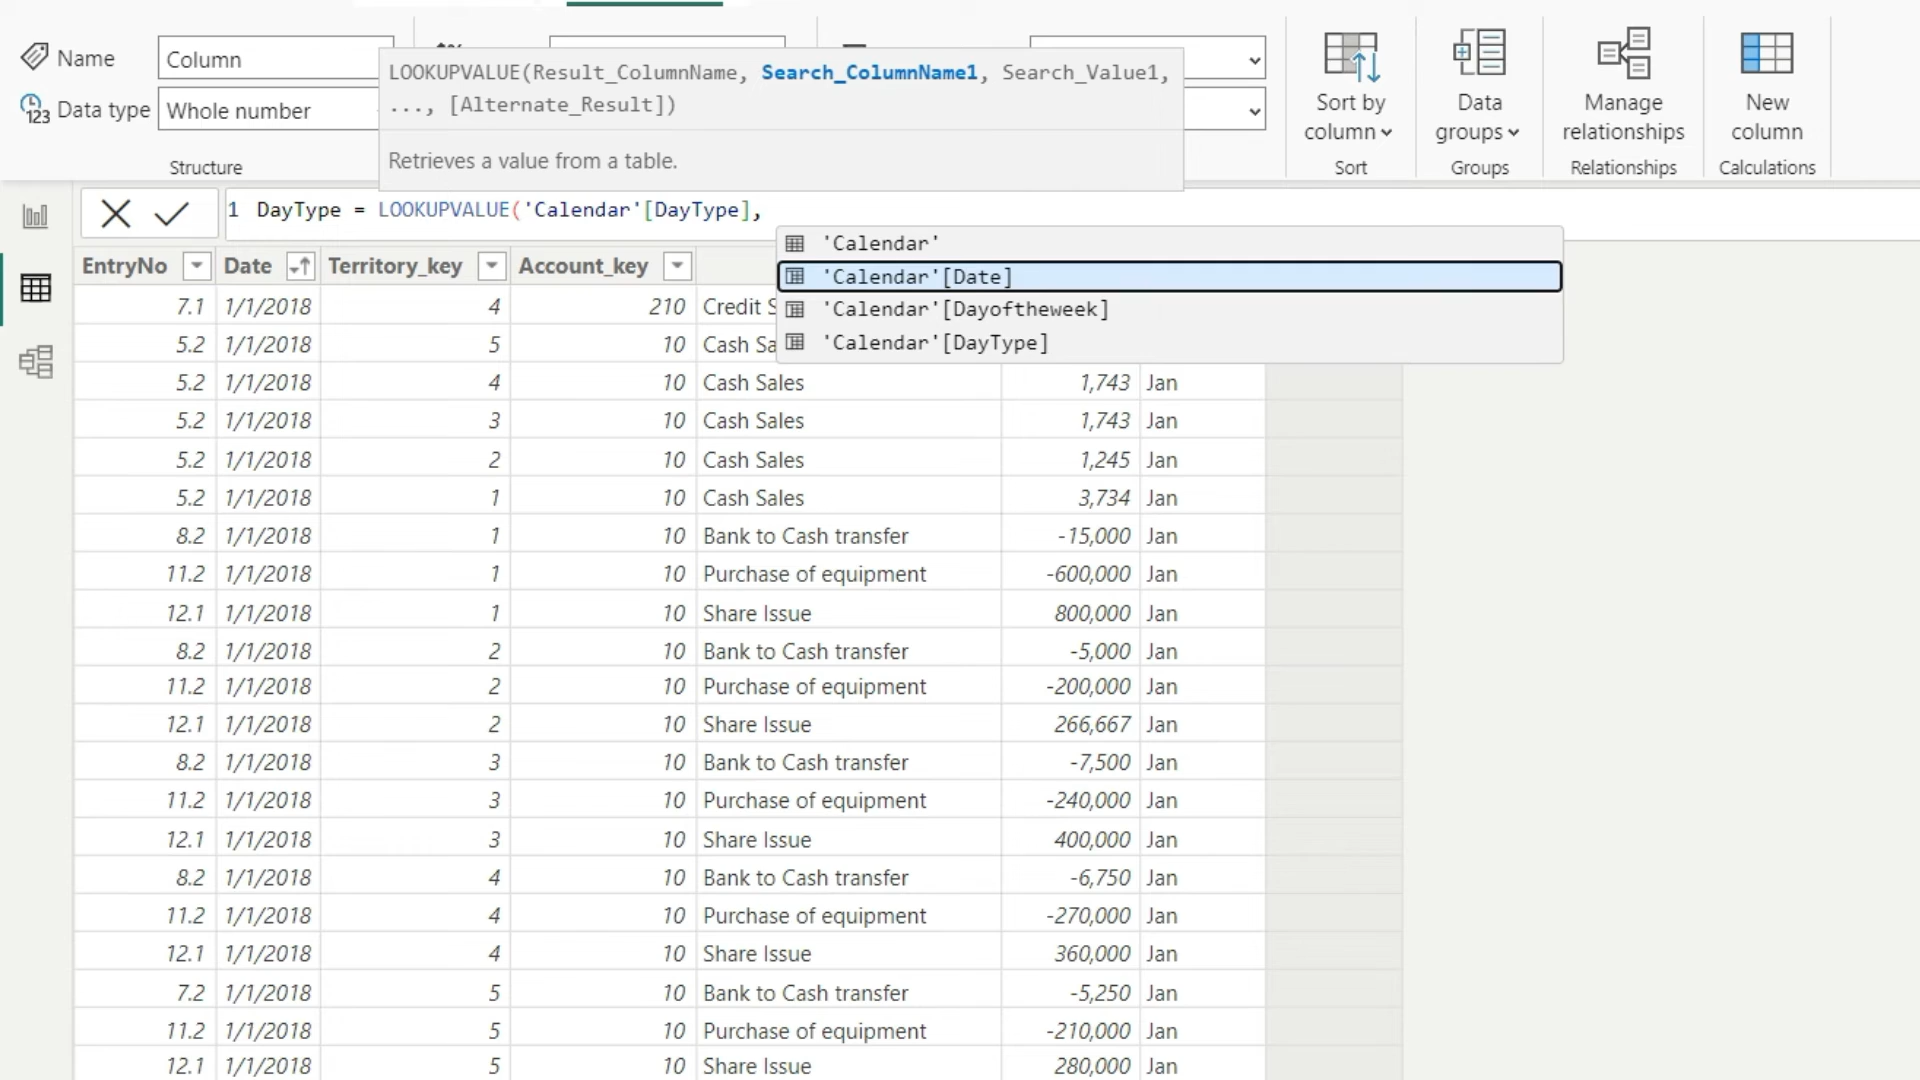 Name
Column
Data type
Whole number
Structure
LOOKUPVALUE(Result_ColumnName, Search_ColumnName1, Search_Value1,
..., [Alternate_Result])
Retrieves a value from a table.
Sort by
column
Sort
Data
groups
Groups
Manage
relationships
Relationships
New
column
Calculations
1 DayType = LOOKUPVALUE('Calendar'[DayType],
'Calendar'
'Calendar'[Date]
'Calendar'[Dayoftheweek]
'Calendar'[DayType]
EntryNo Date Territory_key Account_key
7.1 1/1/2018 4 210 Credit S
5.2 1/1/2018 5 10 Cash Sa
5.2 1/1/2018 4 10 Cash Sales 1,743 Jan
5.2 1/1/2018 3 10 Cash Sales 1,743 Jan
5.2 1/1/2018 2 10 Cash Sales 1,245 Jan
5.2 1/1/2018 1 10 Cash Sales 3,734 Jan
8.2 1/1/2018 1 10 Bank to Cash transfer -15,000 Jan
11.2 1/1/2018 1 10 Purchase of equipment -600,000 Jan
12.1 1/1/2018 1 10 Share Issue 800,000 Jan
8.2 1/1/2018 2 10 Bank to Cash transfer -5,000 Jan
11.2 1/1/2018 2 10 Purchase of equipment -200,000 Jan
12.1 1/1/2018 2 10 Share Issue 266,667 Jan
8.2 1/1/2018 3 10 Bank to Cash transfer -7,500 Jan
11.2 1/1/2018 3 10 Purchase of equipment -240,000 Jan
12.1 1/1/2018 3 10 Share Issue 400,000 Jan
8.2 1/1/2018 4 10 Bank to Cash transfer -6,750 Jan
11.2 1/1/2018 4 10 Purchase of equipment -270,000 Jan
12.1 1/1/2018 4 10 Share Issue 360,000 Jan
7.2 1/1/2018 5 10 Bank to Cash transfer -5,250 Jan
11.2 1/1/2018 5 10 Purchase of equipment -210,000 Jan
12.1 1/1/2018 5 10 Share Issue 280,000 Jan